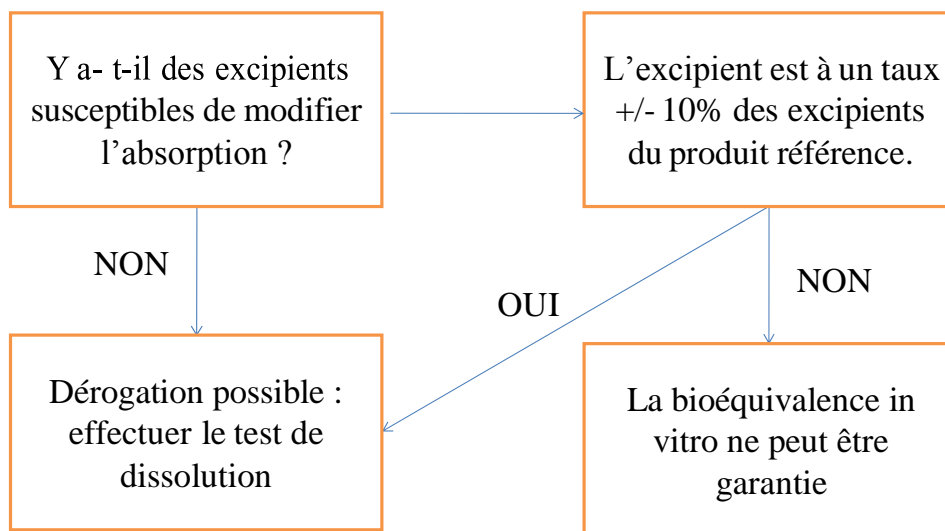 Y a- t-il des excipients
susceptibles de modifier
l’absorption ?
L’excipient est à un taux
+/- 10% des excipients
du produit référence.
NON
OUI
NON
Dérogation possible :
effectuer le test de
dissolution
La bioéquivalence in
vitro ne peut être
garantie